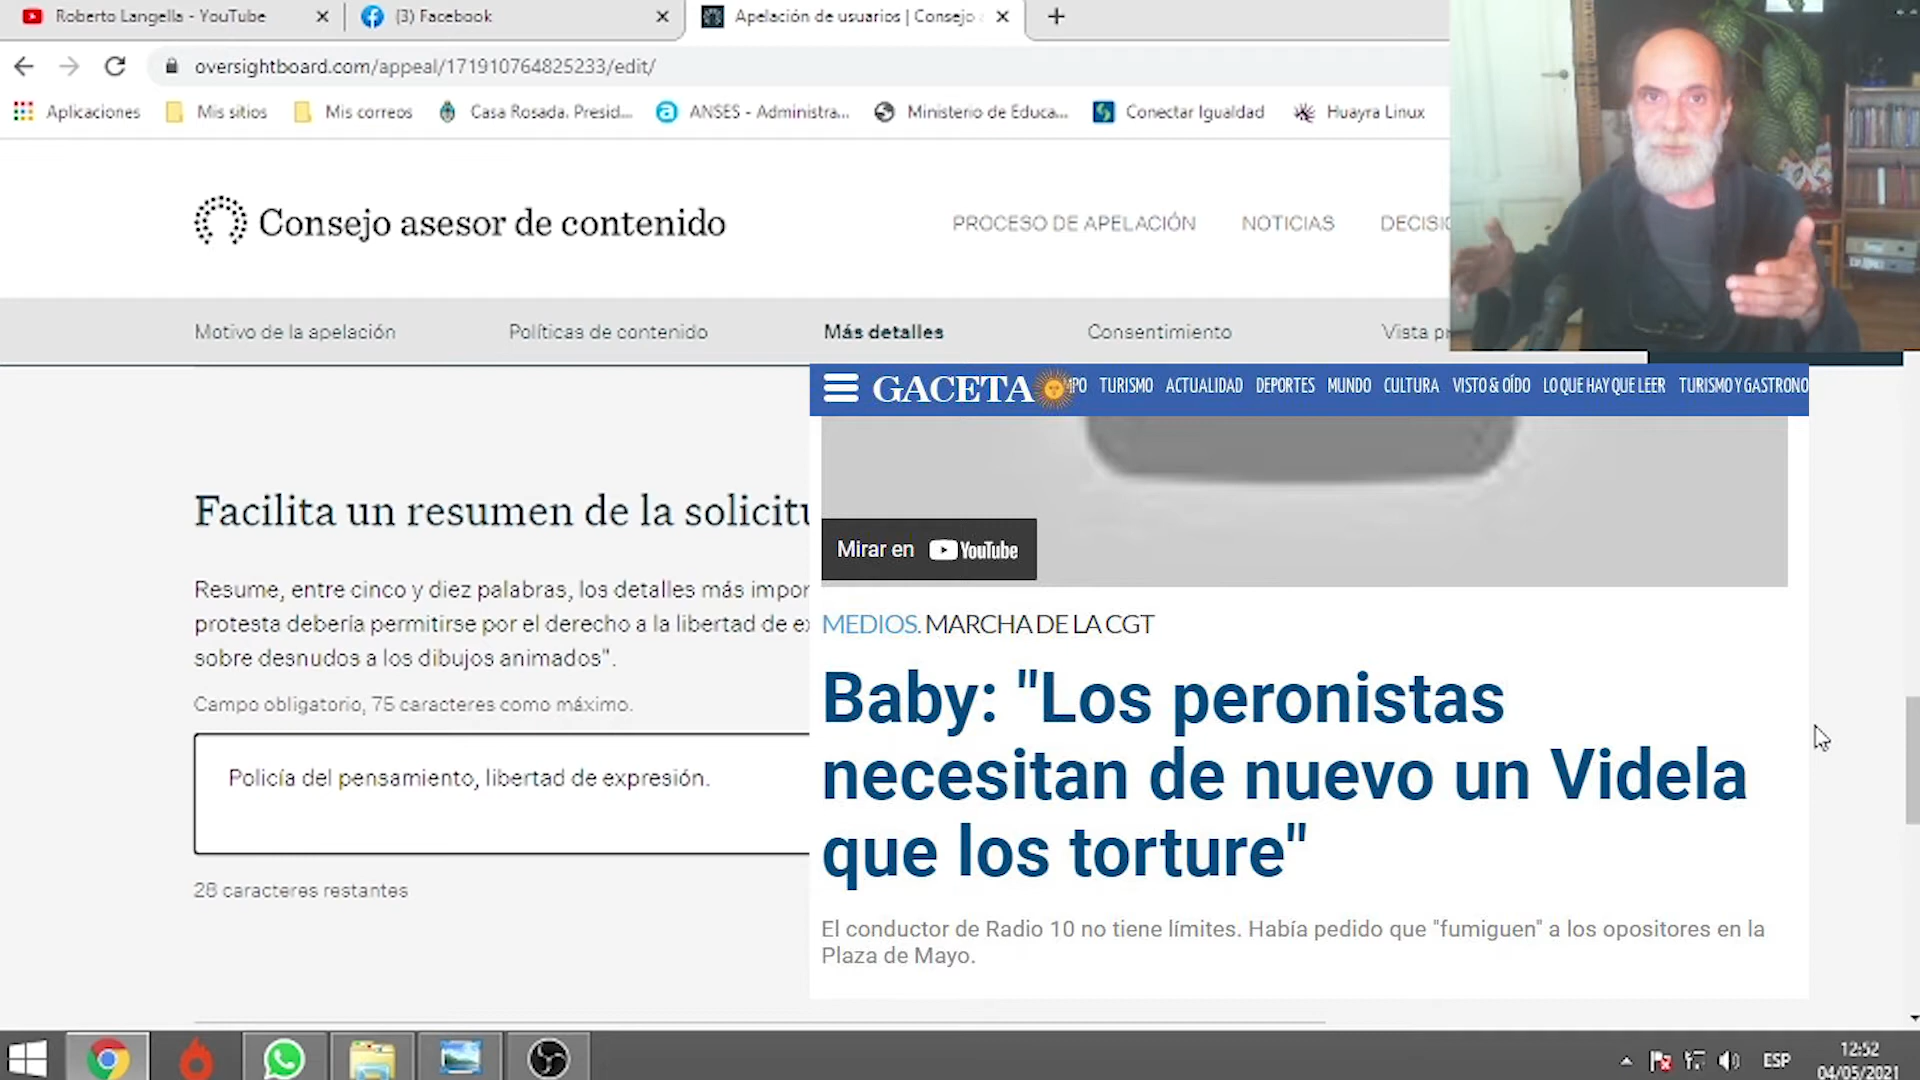 Roberto Langella - YouTube
(3) Facebook
Apelación de usuarios | Consejo
oversightboard.com/appeal/171910764825233/edit/
Aplicaciones
Mis sitios
Mis correos
Casa Rosada. Presid...
ANSES - Administra...
Ministerio de Educa...
Conectar Igualdad
Huayra Linux
Consejo asesor de contenido
PROCESO DE APELACIÓN
NOTICIAS
DECISIO
Motivo de la apelación
Políticas de contenido
Más detalles
Consentimiento
Vista pr
GACETA
MPO TURISMO ACTUALIDAD DEPORTES MUNDO CULTURA VISTO & OÍDO LO QUE HAY QUE LEER TURISMO Y GASTRONO
Facilita un resumen de la solicitu
Mirar en YouTube
Resume, entre cinco y diez palabras, los detalles más impor
protesta debería permitirse por el derecho a la libertad de ex
sobre desnudos a los dibujos animados".
Campo obligatorio, 75 caracteres como máximo.
Policía del pensamiento, libertad de expresión.
28 caracteres restantes
MEDIOS. MARCHA DE LA CGT
Baby: "Los peronistas
necesitan de nuevo un Videla
que los torture"
El conductor de Radio 10 no tiene límites. Había pedido que "fumiguen" a los opositores en la
Plaza de Mayo.
ESP
12:52
04/05/2021